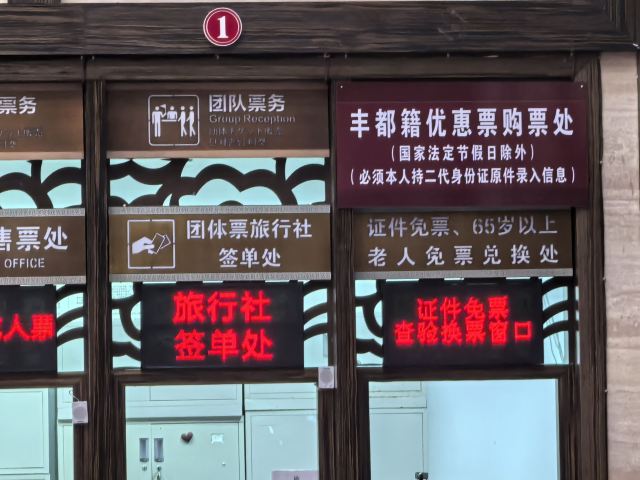 1
票务
团队票务
Group Reception
丰都籍优惠票购票处
（国家法定节假日除外）
（必须本人持二代身份证原件录入信息）
售票处
OFFICE
团体票旅行社
签单处
证件免票、65岁以上
老人免票兑换处
人票
旅行社
签单处
证件免票
查验换票窗口